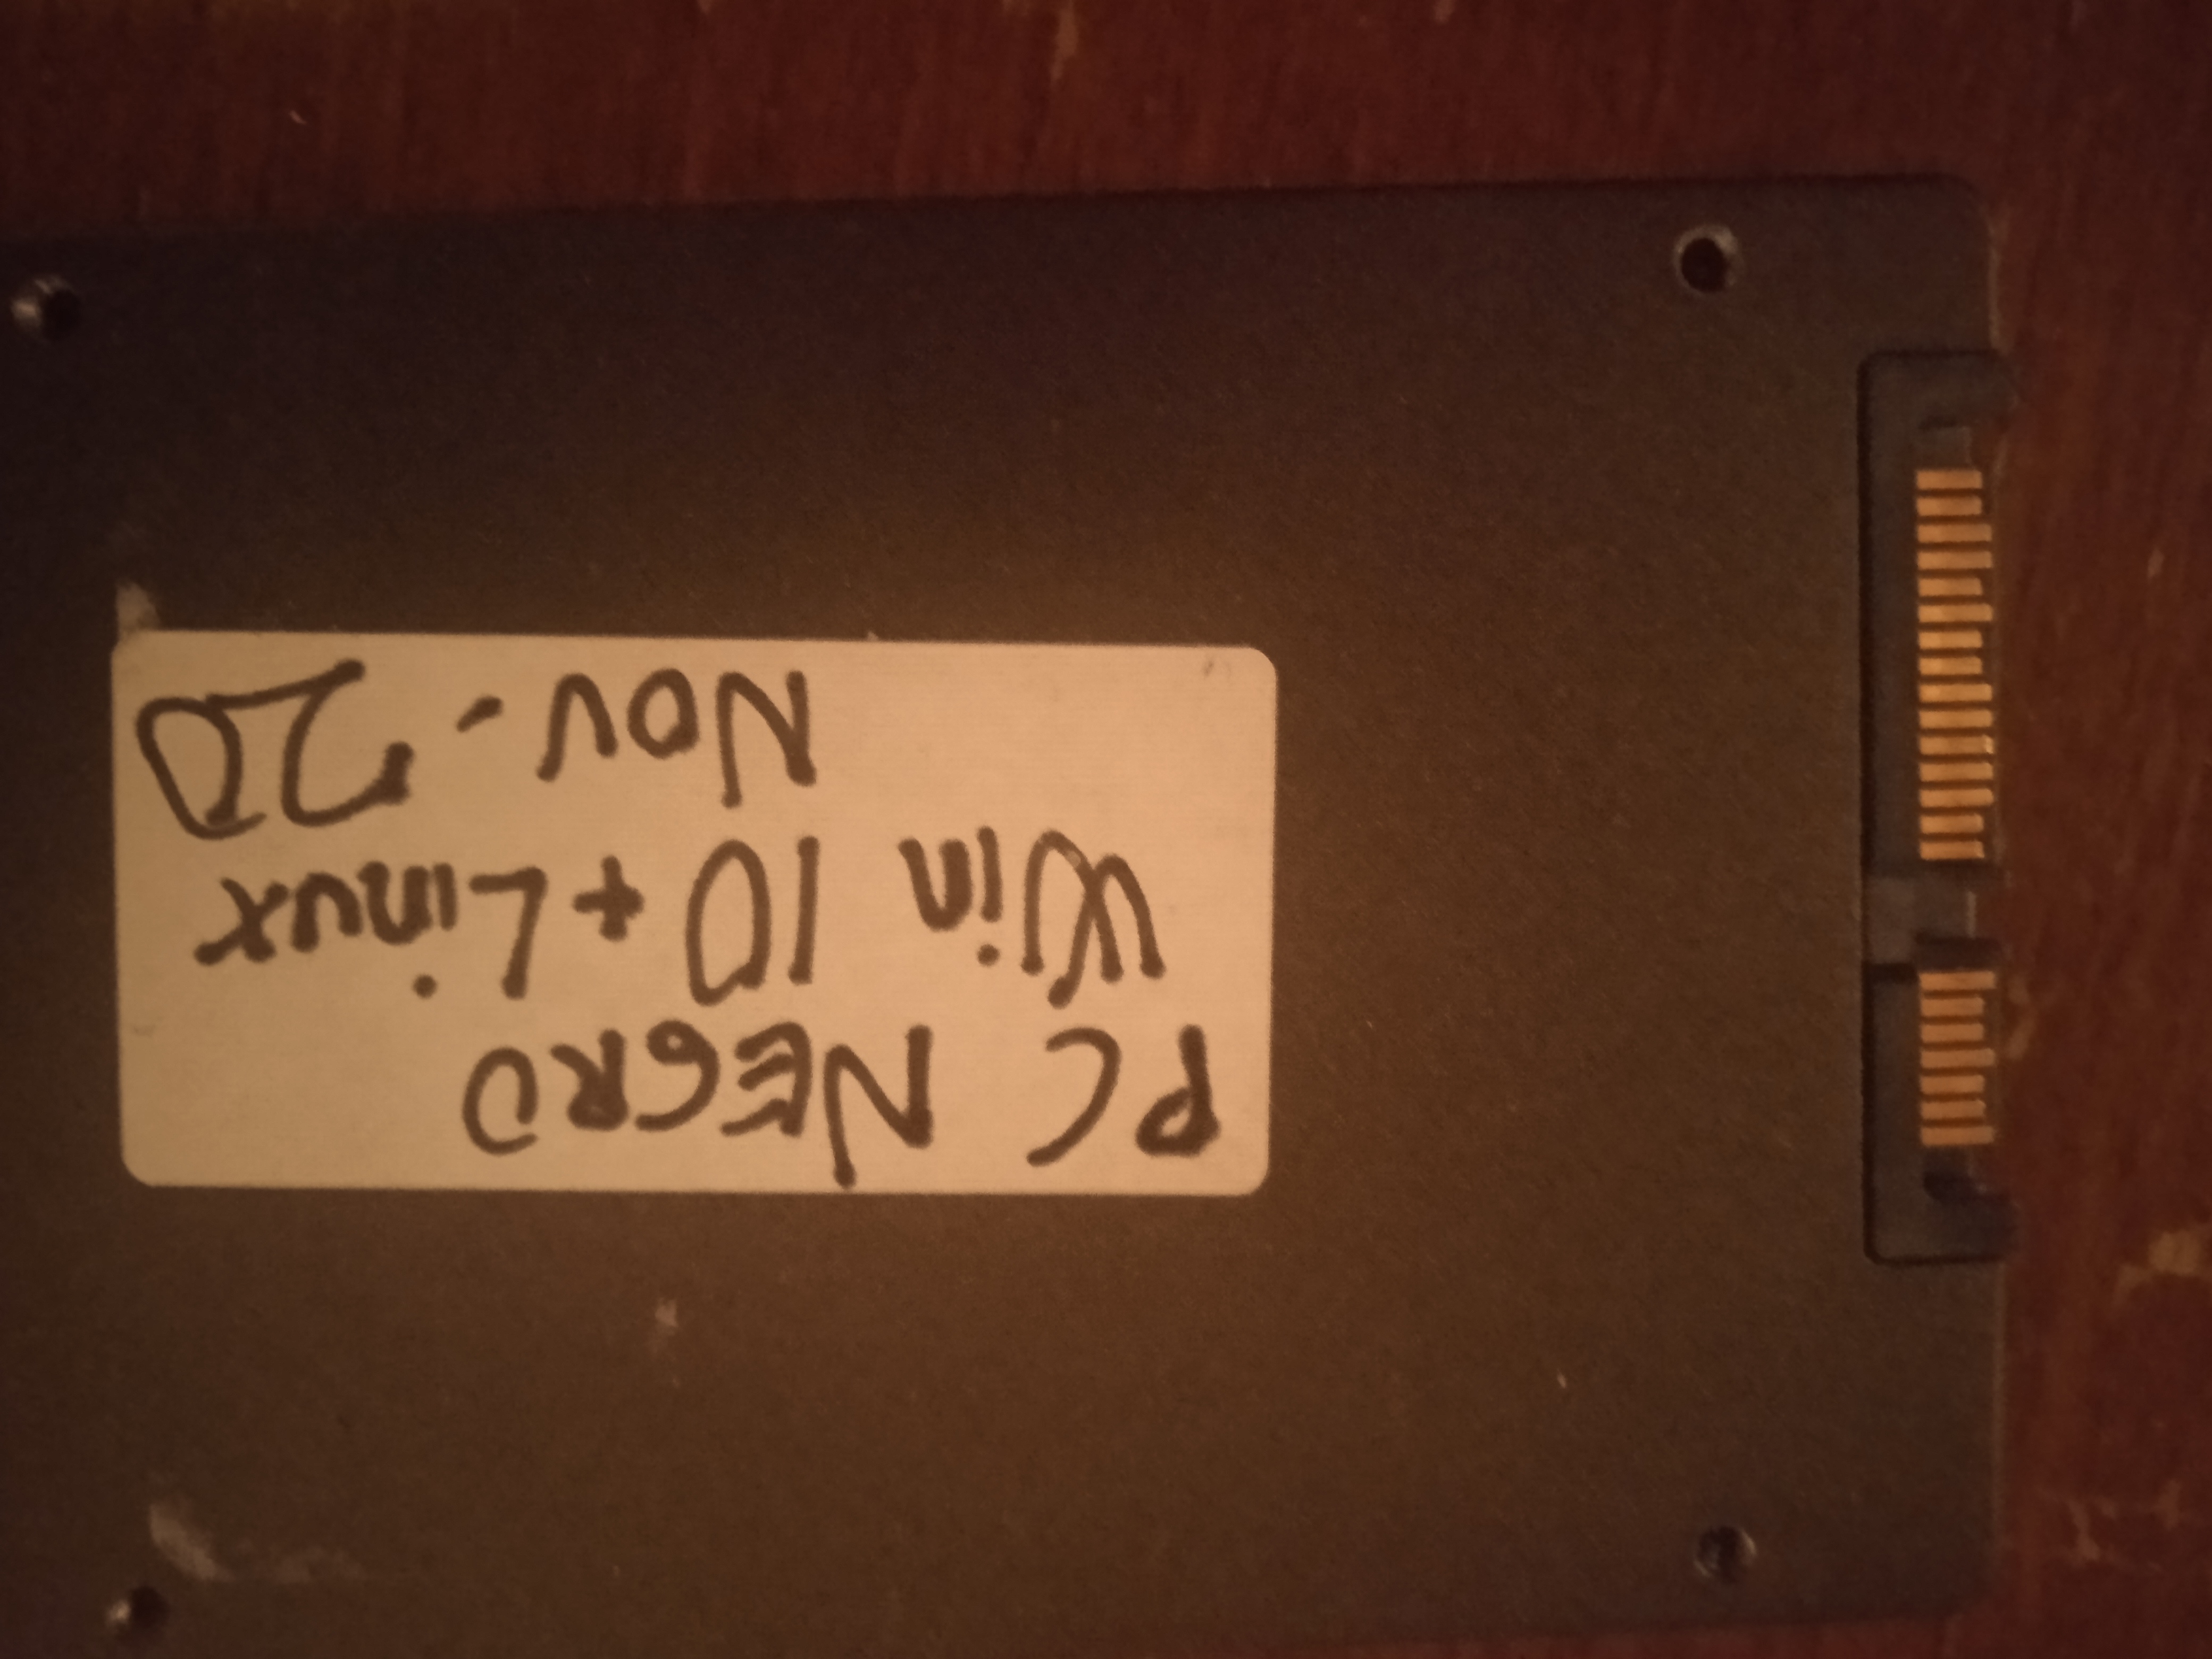 PC NEGRO
Win 10 + Linux
Nov - 20